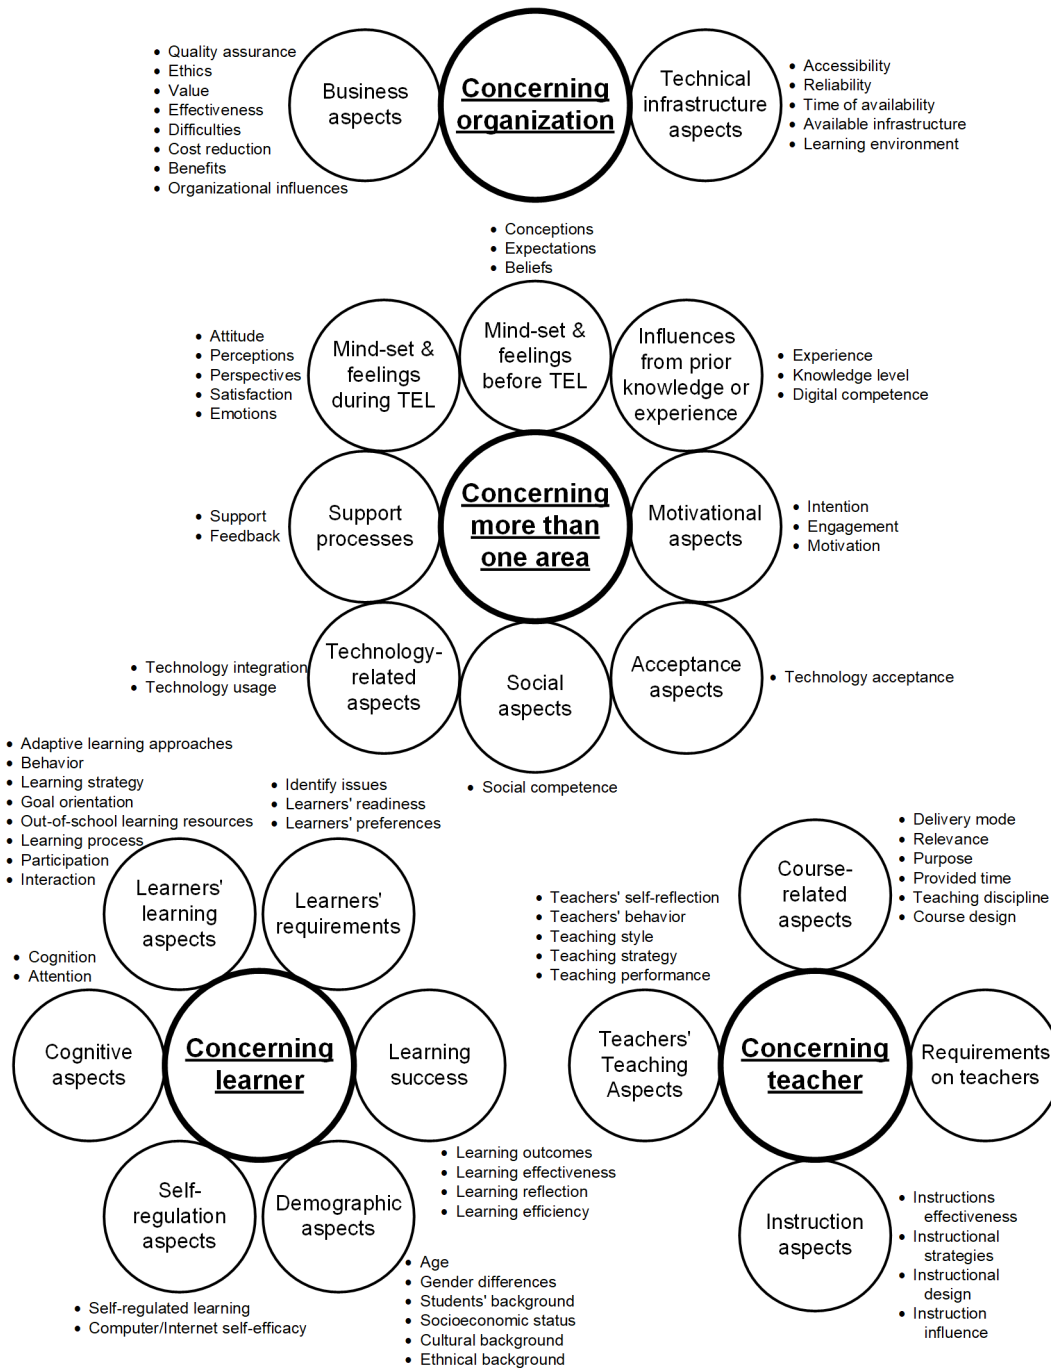 • Quality assurance
• Ethics
• Value
• Effectiveness
• Difficulties
• Cost reduction
• Benefits
• Organizational influences
Business
aspects
Concerning
organization
Technical
infrastructure
aspects
• Accessibility
• Reliability
• Time of availability
• Available infrastructure
• Learning environment
• Conceptions
• Expectations
• Beliefs
• Attitude
• Perceptions
• Perspectives
• Satisfaction
• Emotions
Mind-set &
feelings
during TEL
Mind-set &
feelings
before TEL
Influences
from prior
knowledge or
experience
• Experience
• Knowledge level
• Digital competence
• Support
• Feedback
Support
processes
Concerning
more than
one area
Motivational
aspects
• Intention
• Engagement
• Motivation
• Technology integration
• Technology usage
Technology-
related
aspects
Social
aspects
Acceptance
aspects
• Technology acceptance
• Social competence
• Adaptive learning approaches
• Behavior
• Learning strategy
• Goal orientation
• Out-of-school learning resources
• Learning process
• Participation
• Interaction
• Identify issues
• Learners' readiness
• Learners' preferences
Learners'
learning
aspects
Learners'
requirements
• Cognition
• Attention
Cognitive
aspects
Concerning
learner
Learning
success
• Learning outcomes
• Learning effectiveness
• Learning reflection
• Learning efficiency
Self-
regulation
aspects
Demographic
aspects
• Self-regulated learning
• Computer/Internet self-efficacy
• Age
• Gender differences
• Students' background
• Socioeconomic status
• Cultural background
• Ethnical background
Course-
related
aspects
• Delivery mode
• Relevance
• Purpose
• Provided time
• Teaching discipline
• Course design
• Teachers' self-reflection
• Teachers' behavior
• Teaching style
• Teaching strategy
• Teaching performance
Teachers'
Teaching
Aspects
Concerning
teacher
Requirements
on teachers
Instruction
aspects
• Instructions
effectiveness
• Instructional
strategies
• Instructional
design
• Instruction
influence